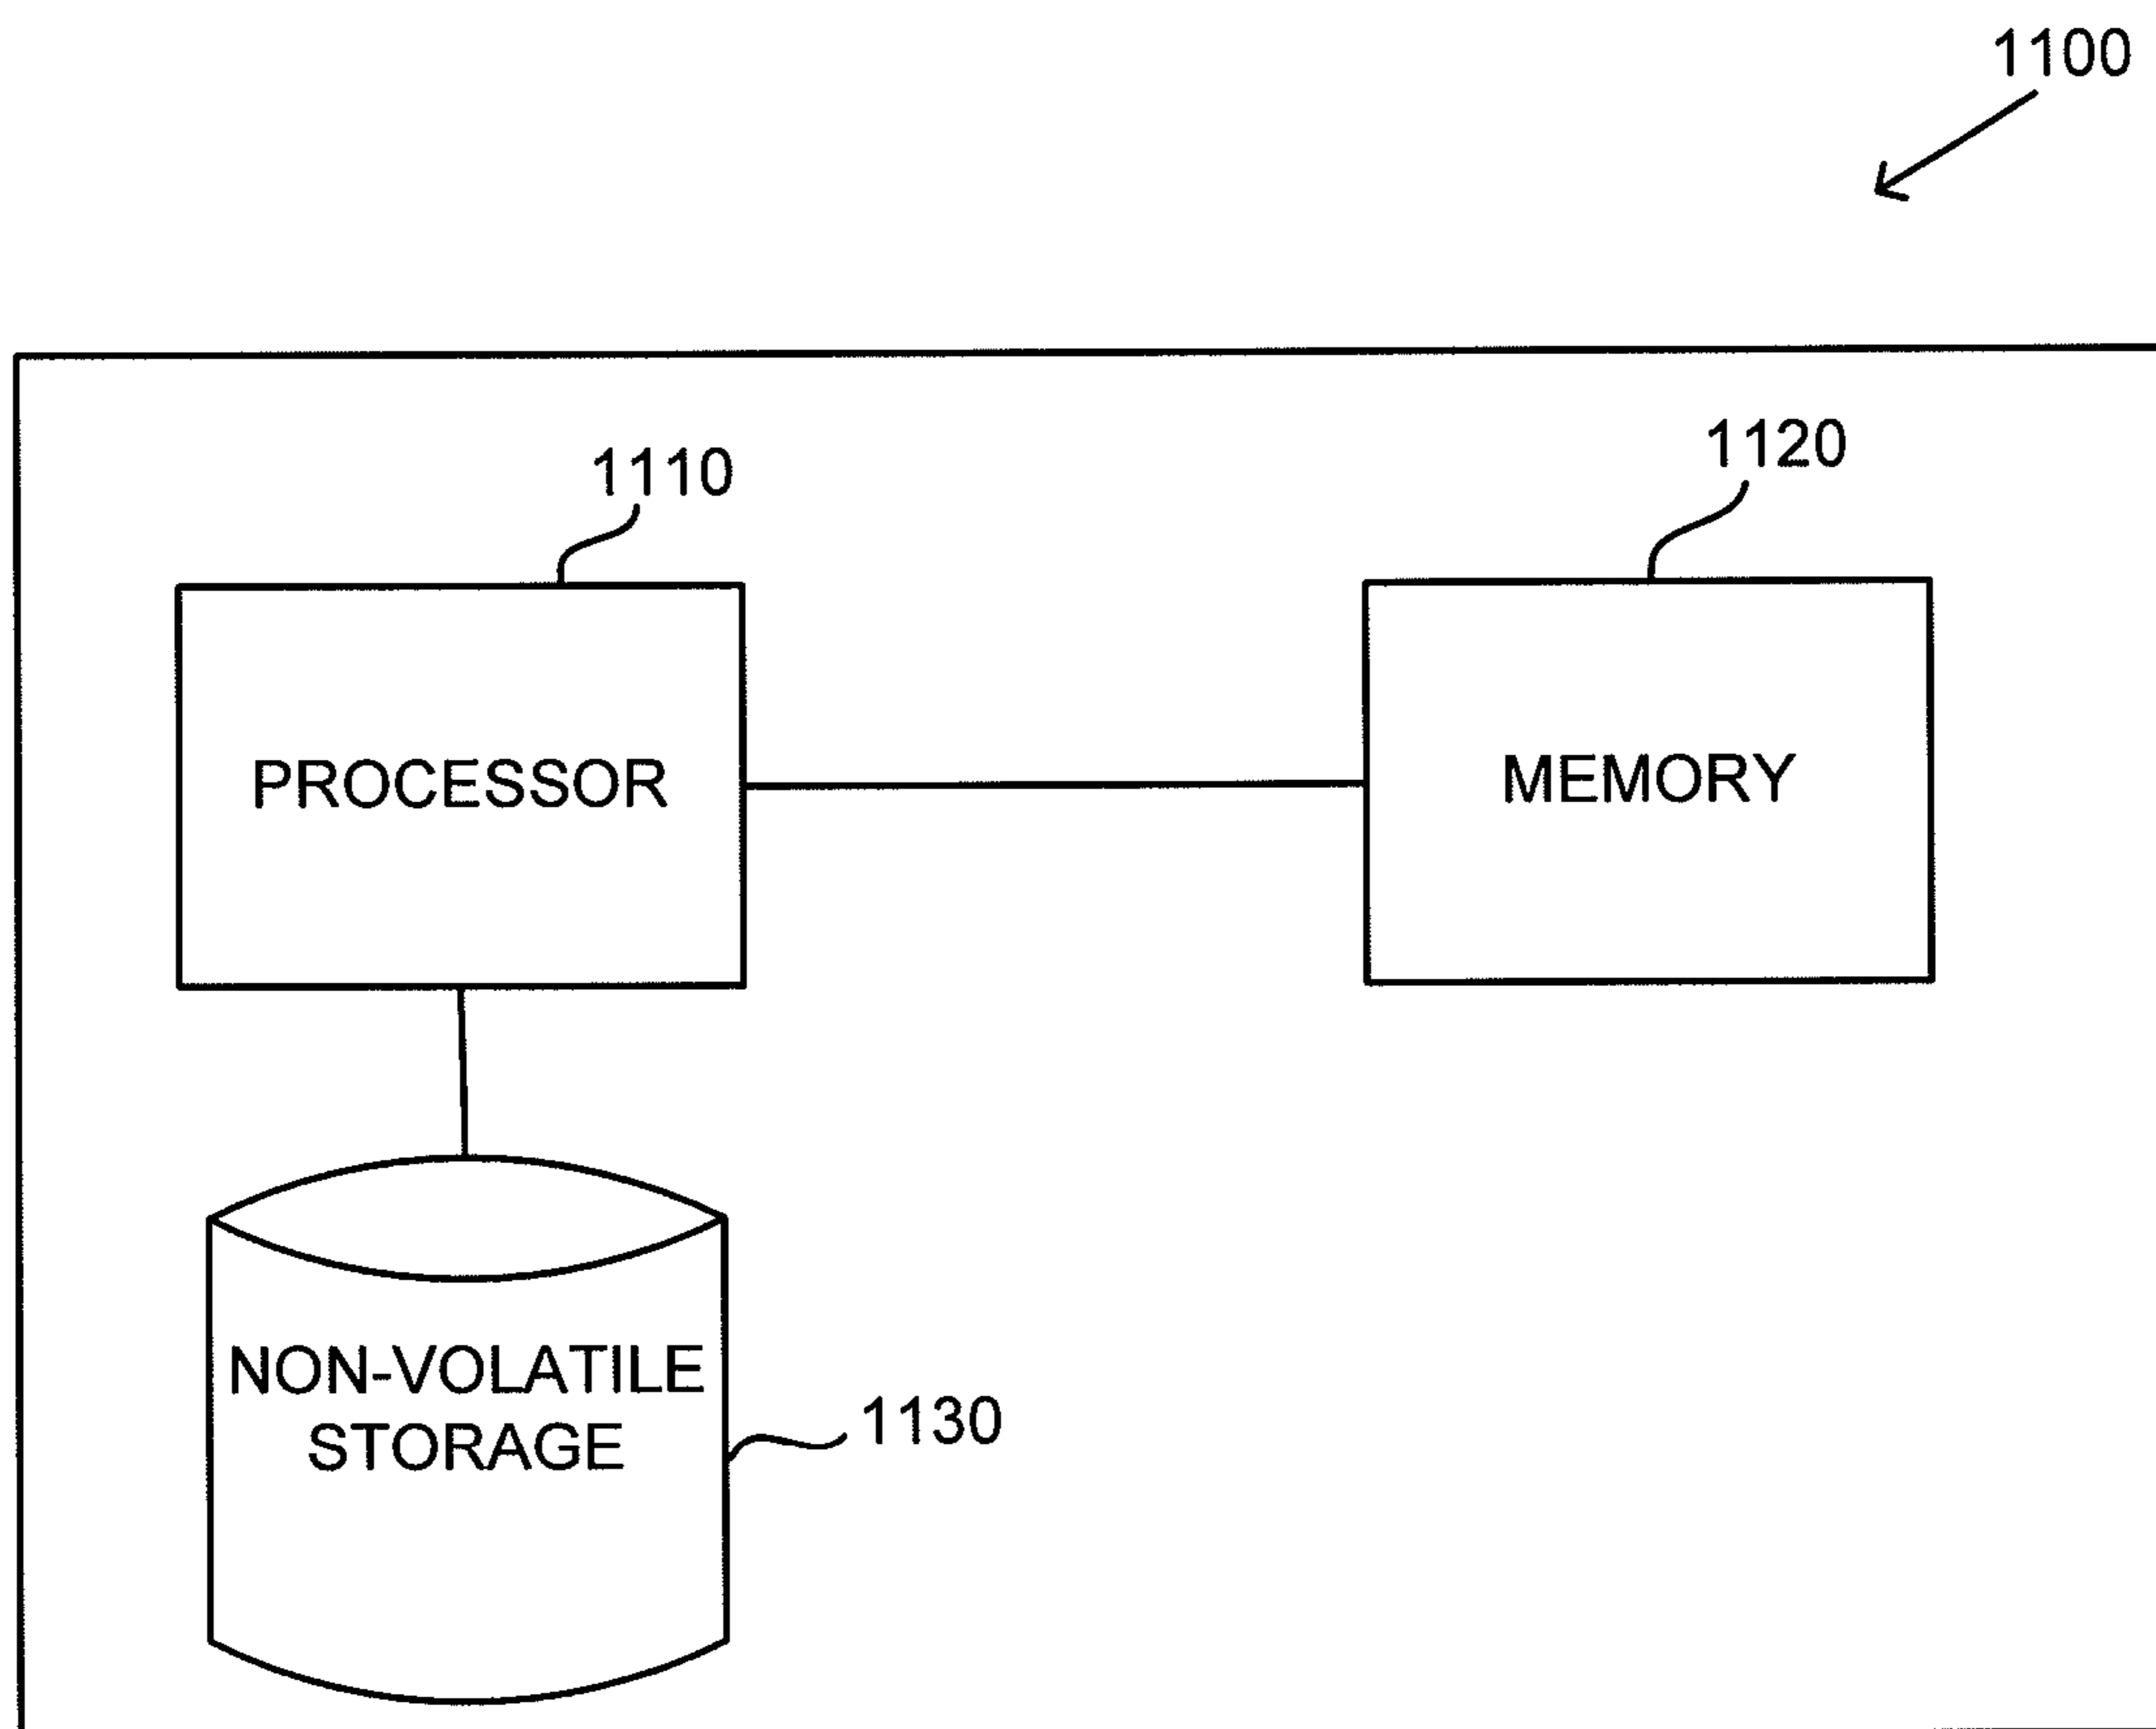 1100
1110
1120
PROCESSOR
MEMORY
NON-VOLATILE
STORAGE
1130